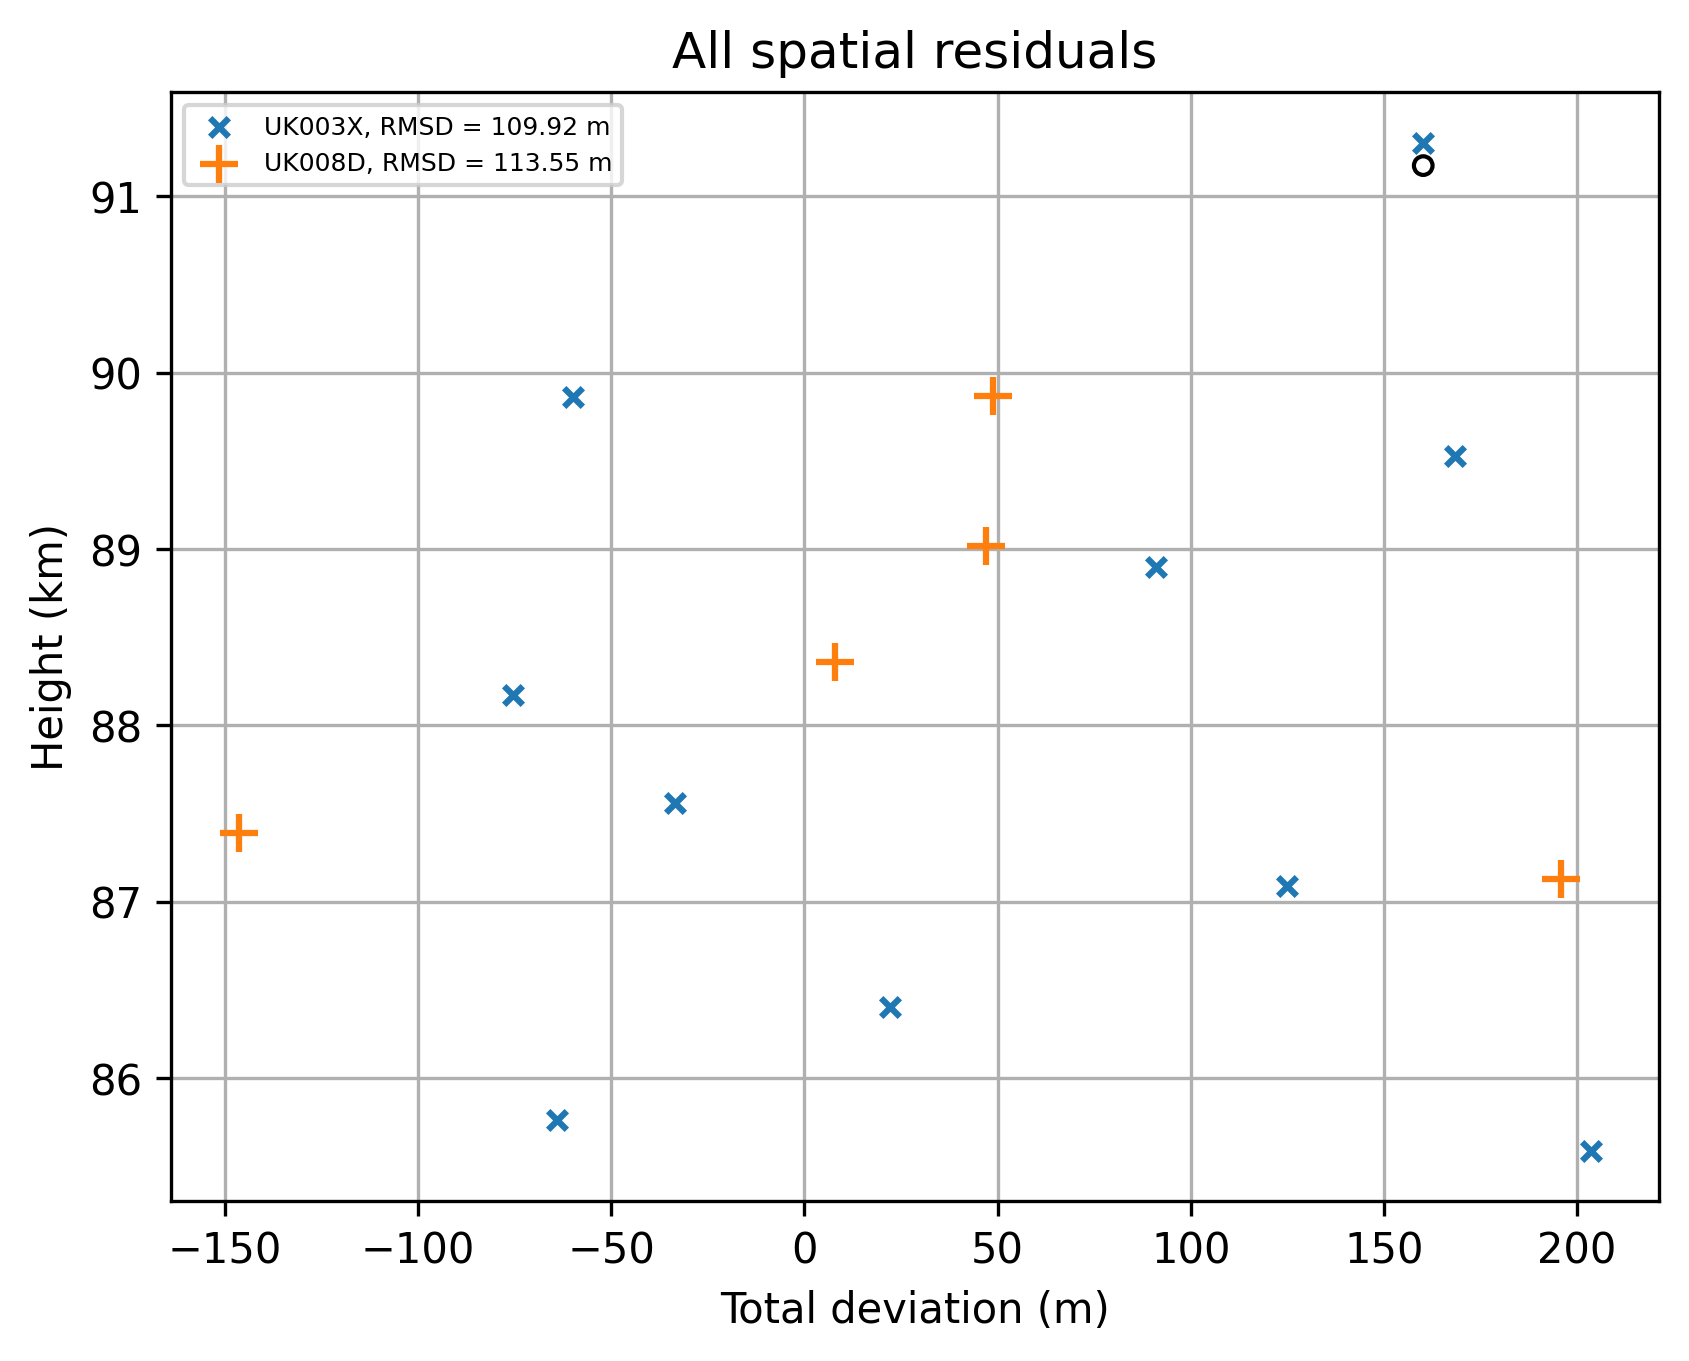 All spatial residuals
UK003X, RMSD = 109.92 m
UK008D, RMSD = 113.55 m
91
90
89
88
87
86
Height (km)
−150 −100 −50 0 50 100 150 200
Total deviation (m)